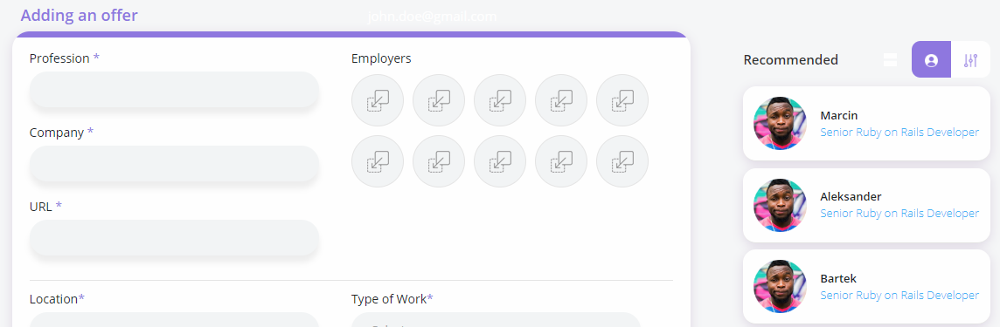 Adding an offer
john.doe@gmail.com
Profession *
Employers
Company *
URL *
Location*
Type of Work*
Recommended
Marcin
Senior Ruby on Rails Developer
Aleksander
Senior Ruby on Rails Developer
Bartek
Senior Ruby on Rails Developer